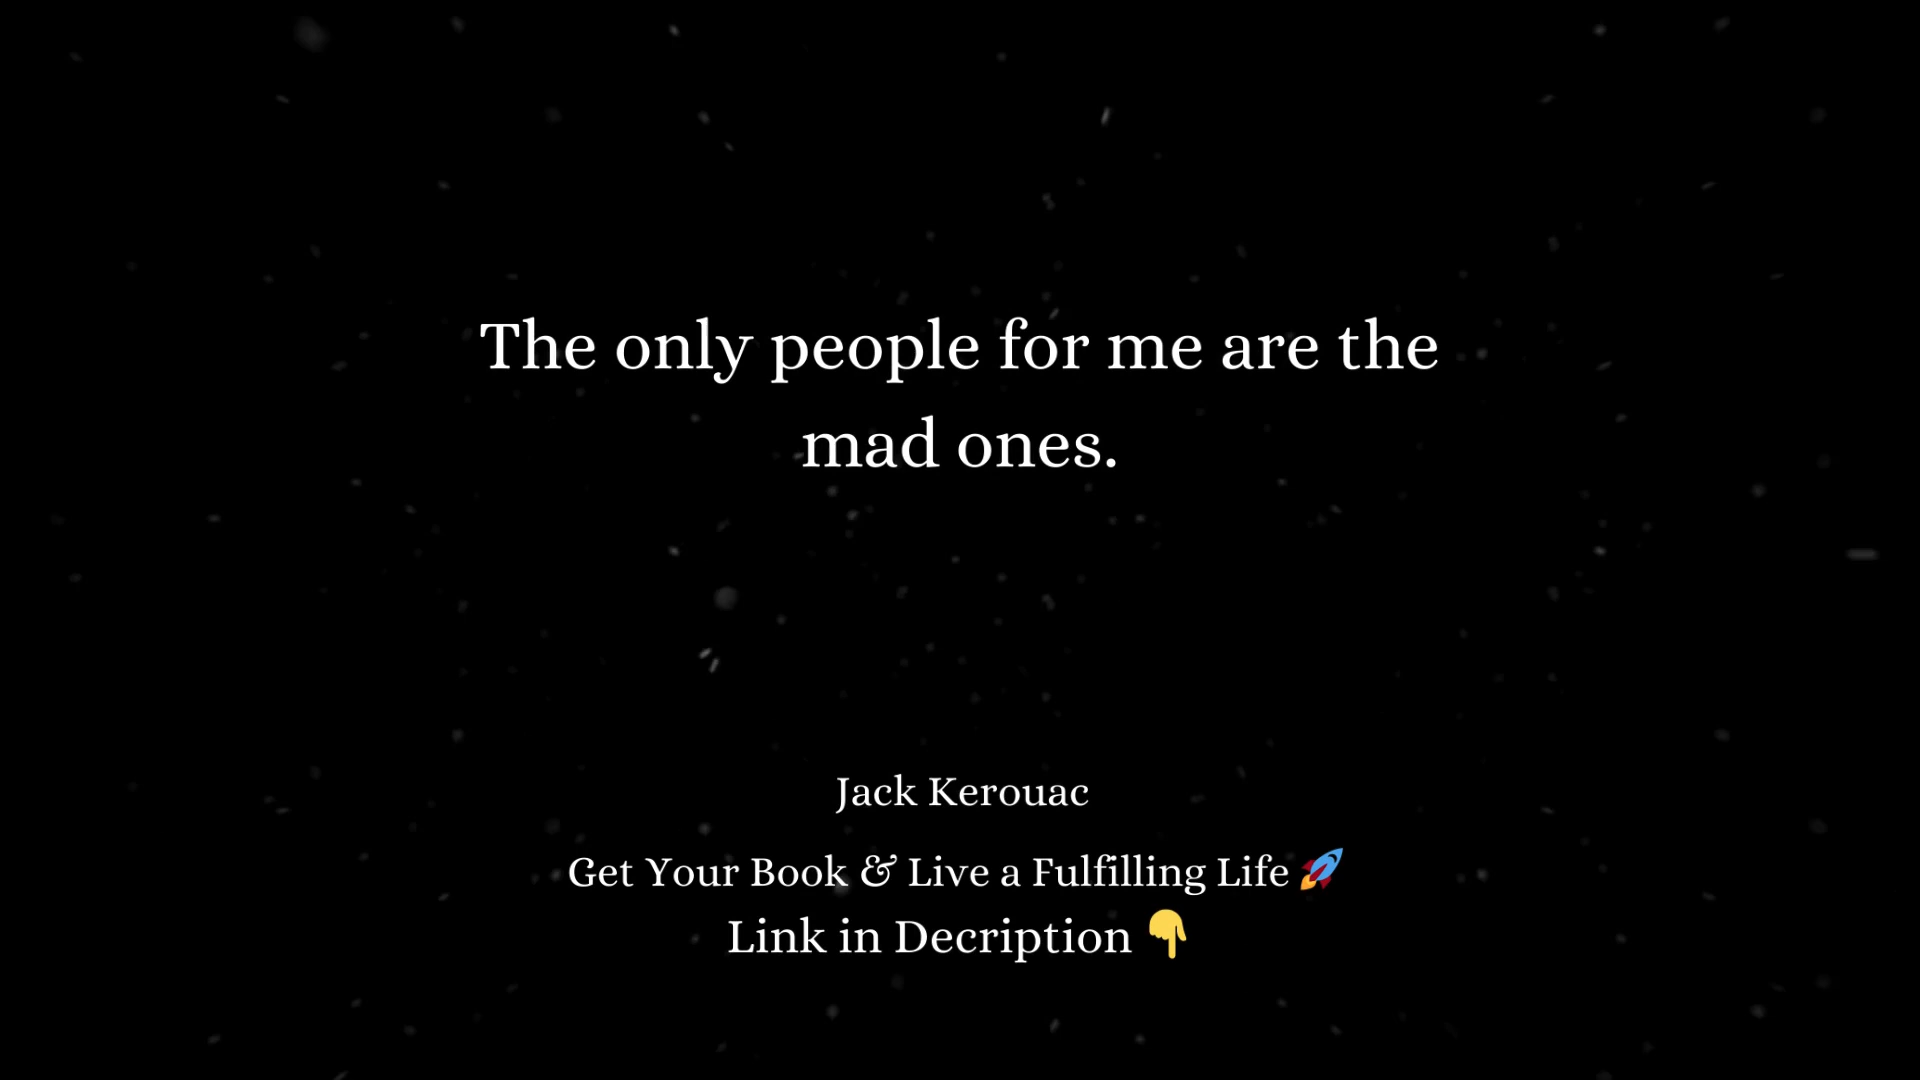 The only people for me are the
mad ones.
Jack Kerouac
Get Your Book & Live a Fulfilling Life 🚀
Link in Decription 👇